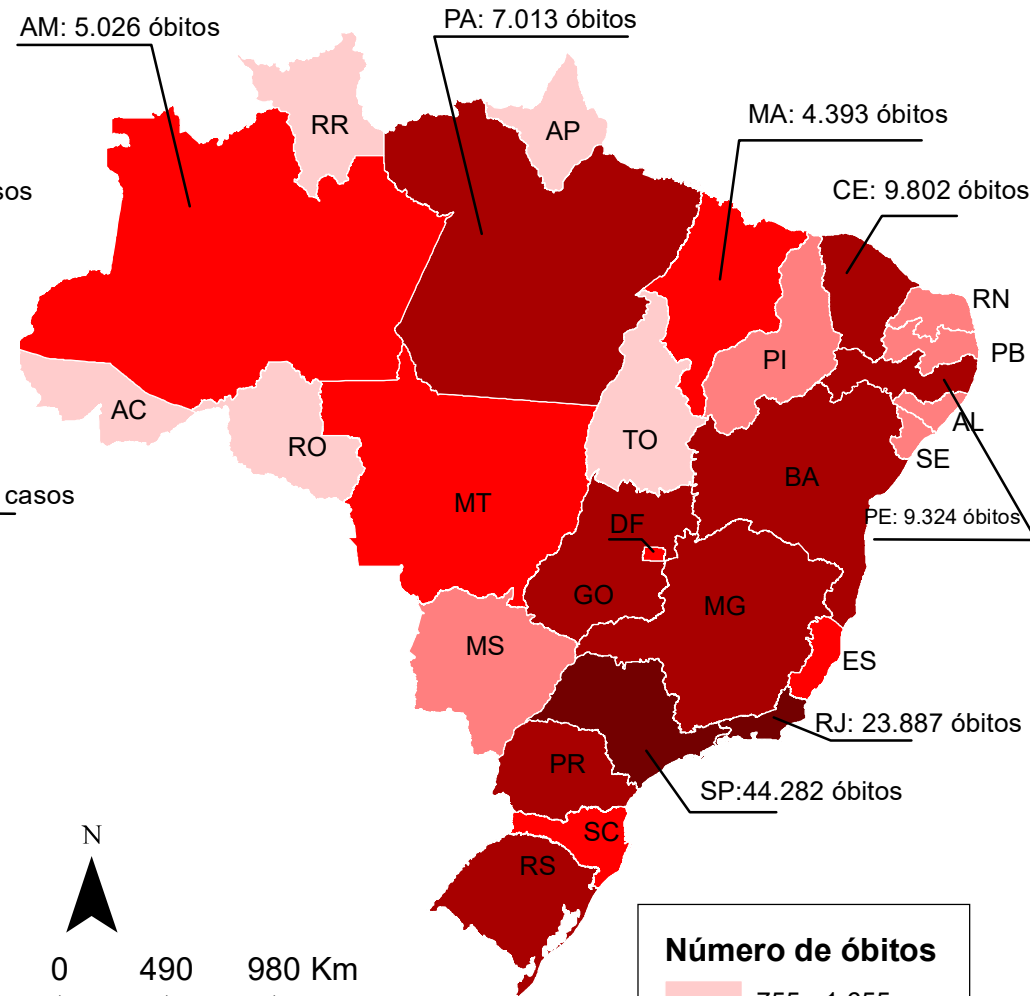 AM: 5.026 óbitos
PA: 7.013 óbitos
RR
AP
MA: 4.393 óbitos
CE: 9.802 óbitos
RN
PB
PI
AC
RO
TO
AL
SE
casos
MT
BA
PE: 9.324 óbitos
DF
GO
MG
MS
ES
RJ: 23.887 óbitos
PR
SP:44.282 óbitos
SC
RS
N
0 490 980 Km
Número de óbitos